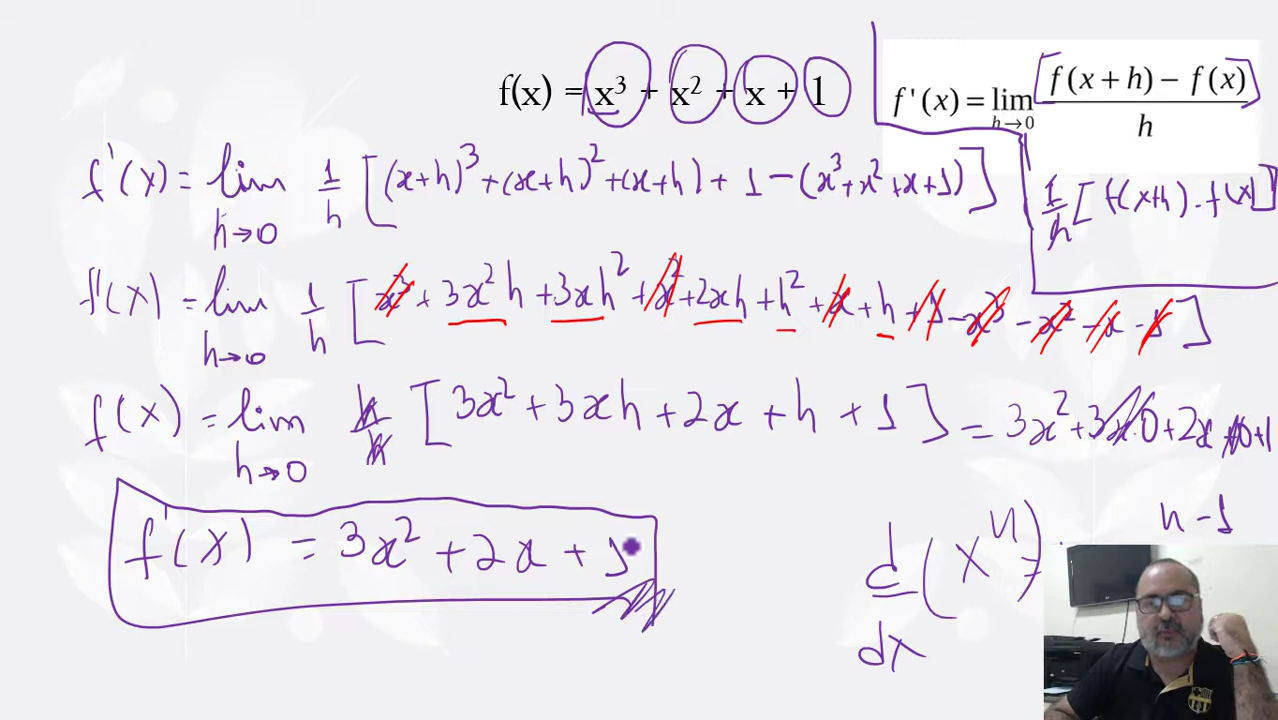 f(x) = x³ + x² + x + 1
f'(x) = lim h→0 (f(x+h) − f(x)) / h
f'(x) = lim h→0 1/h [(x+h)³ + (x+h)² + (x+h) + 1 − (x³ + x² + x + 1)]
1/h [f(x+h) - f(x)]
f'(x) = lim h→0 1/h [x³ + 3x²h + 3xh² + x² + 2xh + h² + x + h + 1 − x³ − x² − x − 1]
f'(x) = lim h→0 h/h [3x² + 3xh + 2x + h + 1] = 3x² + 3x.0 + 2x + 0 + 1
f'(x) = 3x² + 2x + 1
d/dx (xⁿ) = n-1